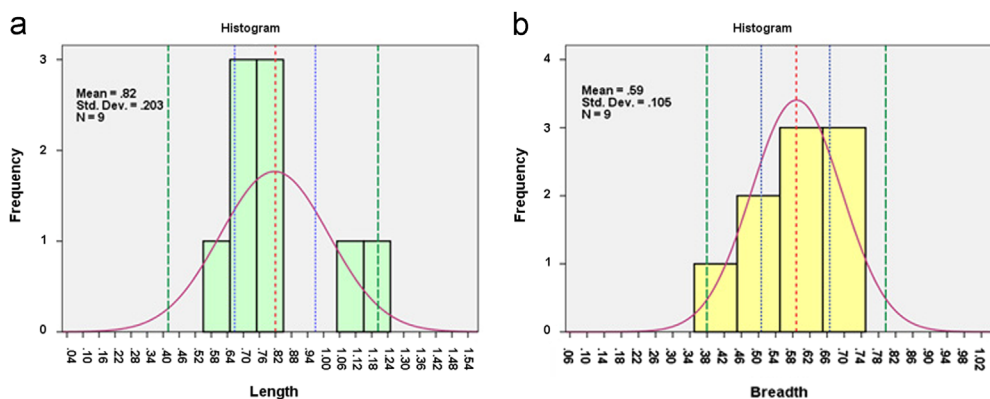 a
Histogram
Mean = .82
Std. Dev. = .203
N = 9
Frequency
3
2
1
0
.04 .10 .16 .22 .28 .34 .40 .46 .52 .58 .64 .70 .76 .82 .88 .94 1.00 1.06 1.12 1.18 1.24 1.30 1.36 1.42 1.48 1.54
Length
b
Histogram
Mean = .59
Std. Dev. = .105
N = 9
Frequency
4
3
2
1
0
.06 .10 .14 .18 .22 .26 .30 .34 .38 .42 .46 .50 .54 .58 .62 .66 .70 .74 .78 .82 .86 .90 .94 .98 1.02
Breadth